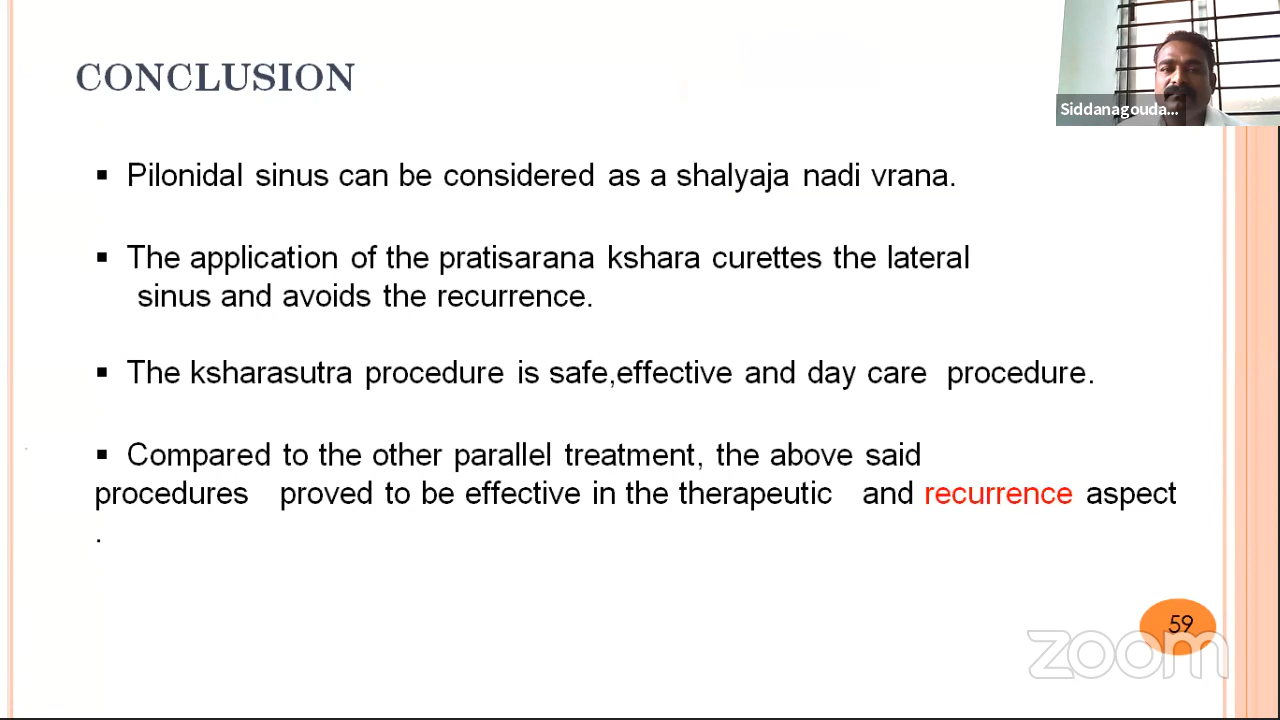 CONCLUSION
Siddanagouda...
▪ Pilonidal sinus can be considered as a shalyaja nadi vrana.
▪ The application of the pratisarana kshara curettes the lateral
sinus and avoids the recurrence.
▪ The ksharasutra procedure is safe,effective and day care procedure.
▪ Compared to the other parallel treatment, the above said
procedures proved to be effective in the therapeutic and recurrence aspect
.
59
zoom